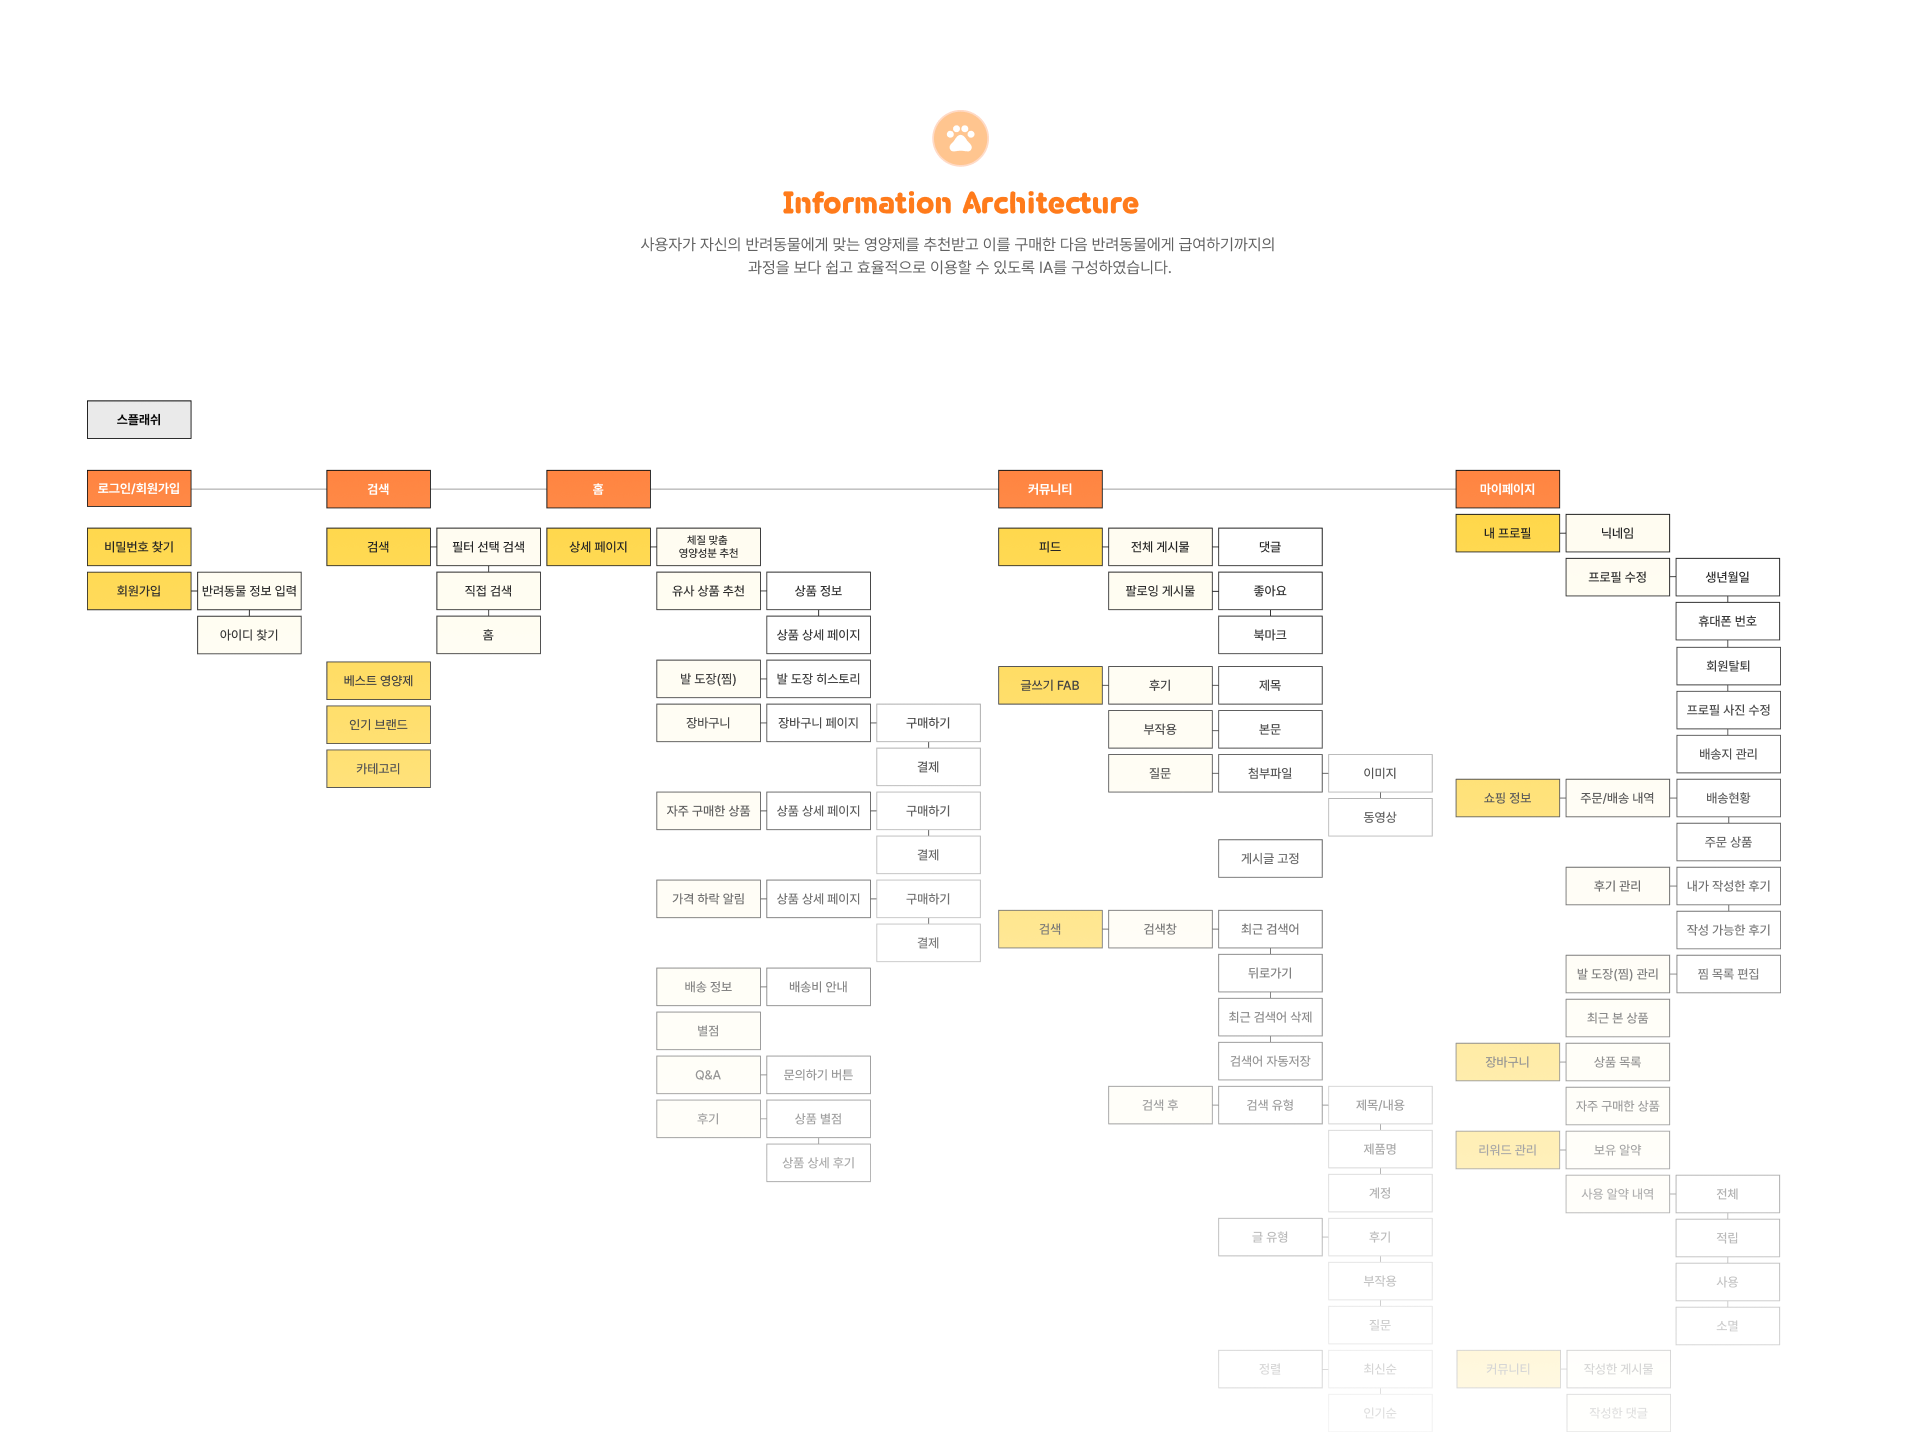 Information Architecture
사용자가 자신의 반려동물에게 맞는 영양제를 추천받고 이를 구매한 다음 반려동물에게 급여하기까지의
과정을 보다 쉽고 효율적으로 이용할 수 있도록 IA를 구성하였습니다.
스플래쉬
로그인/회원가입
비밀번호 찾기
회원가입
반려동물 정보 입력
아이디 찾기
검색
검색
필터 선택 검색
직접 검색
홈
베스트 영양제
인기 브랜드
카테고리
홈
상세 페이지
체질 맞춤
영양성분 추천
유사 상품 추천
상품 정보
상품 상세 페이지
발 도장(찜)
발 도장 히스토리
장바구니
장바구니 페이지
구매하기
결제
자주 구매한 상품
상품 상세 페이지
구매하기
결제
가격 하락 알림
상품 상세 페이지
구매하기
결제
배송 정보
배송비 안내
별점
Q&A
문의하기 버튼
후기
상품 별점
상품 상세 후기
커뮤니티
피드
전체 게시물
댓글
팔로잉 게시물
좋아요
북마크
글쓰기 FAB
후기
제목
부작용
본문
질문
첨부파일
이미지
동영상
게시글 고정
검색
검색창
최근 검색어
뒤로가기
최근 검색어 삭제
검색어 자동저장
검색 후
검색 유형
제목/내용
제품명
계정
글 유형
후기
부작용
질문
정렬
최신순
인기순
마이페이지
내 프로필
닉네임
프로필 수정
생년월일
휴대폰 번호
회원탈퇴
프로필 사진 수정
배송지 관리
쇼핑 정보
주문/배송 내역
배송현황
주문 상품
후기 관리
내가 작성한 후기
작성 가능한 후기
발 도장(찜) 관리
찜 목록 편집
최근 본 상품
장바구니
상품 목록
자주 구매한 상품
리워드 관리
보유 알약
사용 알약 내역
전체
적립
사용
소멸
커뮤니티
작성한 게시물
작성한 댓글